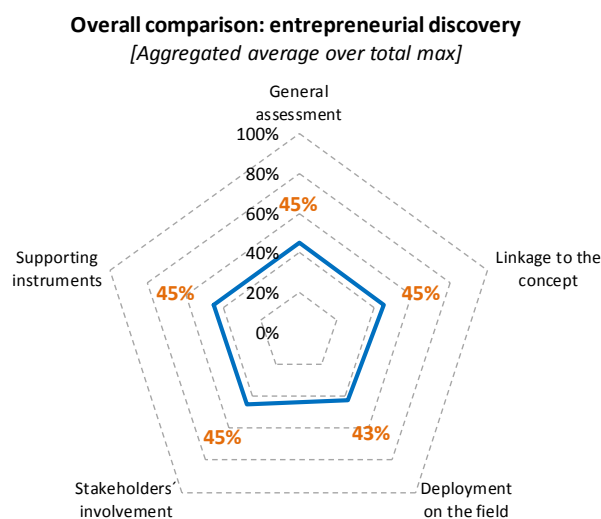 Overall comparison: entrepreneurial discovery
[Aggregated average over total max]
General
assessment
100%
80%
60%
45%
40%
20%
0%
Supporting
instruments
45%
Linkage to the
concept
45%
45%
43%
Stakeholders´
involvement
Deployment
on the field